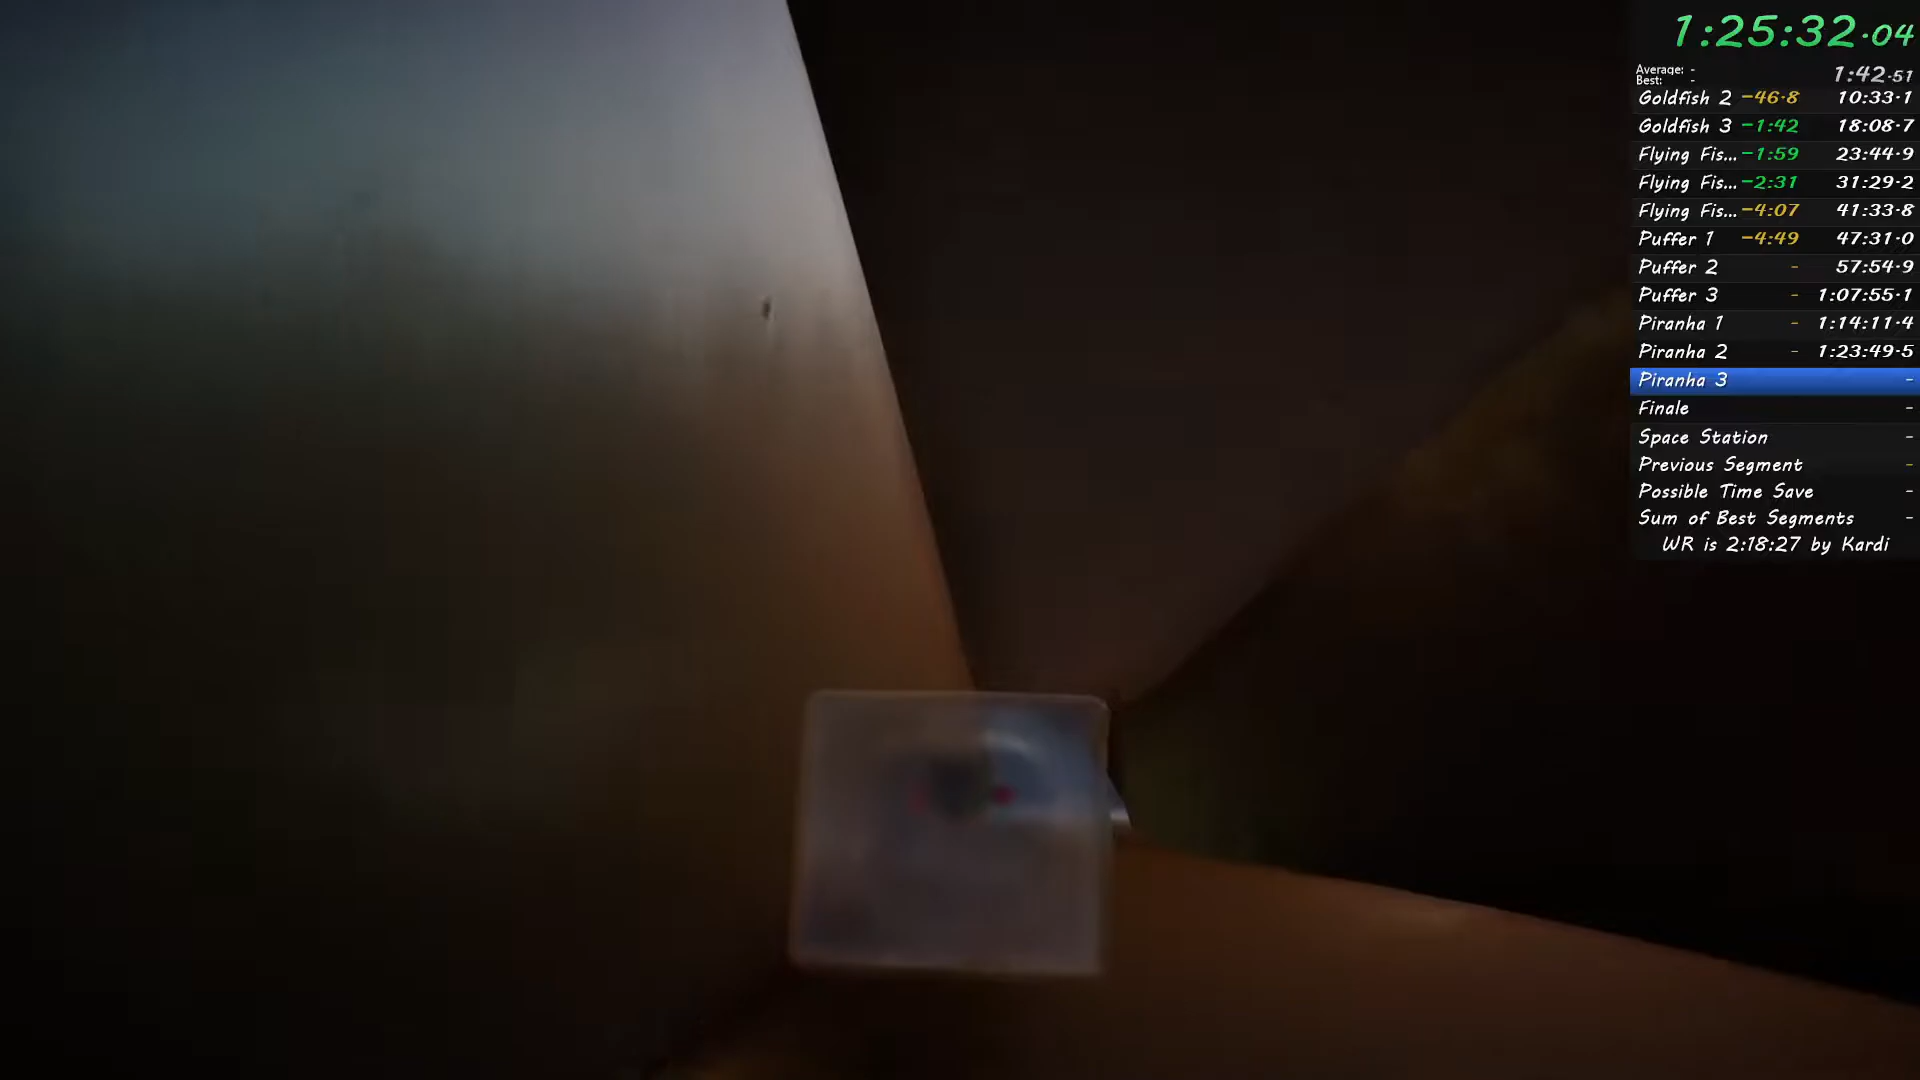 1:25:32.04
Average: -
Best: -
1:42.51
Goldfish 2 -46.8 10:33.1
Goldfish 3 -1:42 18:08.7
Flying Fis... -1:59 23:44.9
Flying Fis... -2:31 31:29.2
Flying Fis... -4:07 41:33.8
Puffer 1 -4:49 47:31.0
Puffer 2 - 57:54.9
Puffer 3 - 1:07:55.1
Piranha 1 - 1:14:11.4
Piranha 2 - 1:23:49.5
Piranha 3 -
Finale -
Space Station -
Previous Segment -
Possible Time Save -
Sum of Best Segments -
WR is 2:18:27 by Kardi